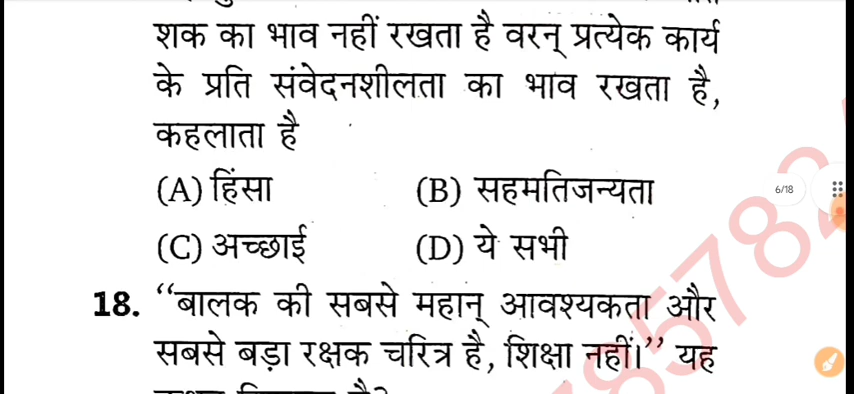 शक का भाव नहीं रखता है वरन् प्रत्येक कार्य
के प्रति संवेदनशीलता का भाव रखता है,
कहलाता है
(A) हिंसा (B) सहमतिजन्यता
6/18
(C) अच्छाई (D) ये सभी
18. “बालक की सबसे महान् आवश्यकता और
सबसे बड़ा रक्षक चरित्र है, शिक्षा नहीं।” यह